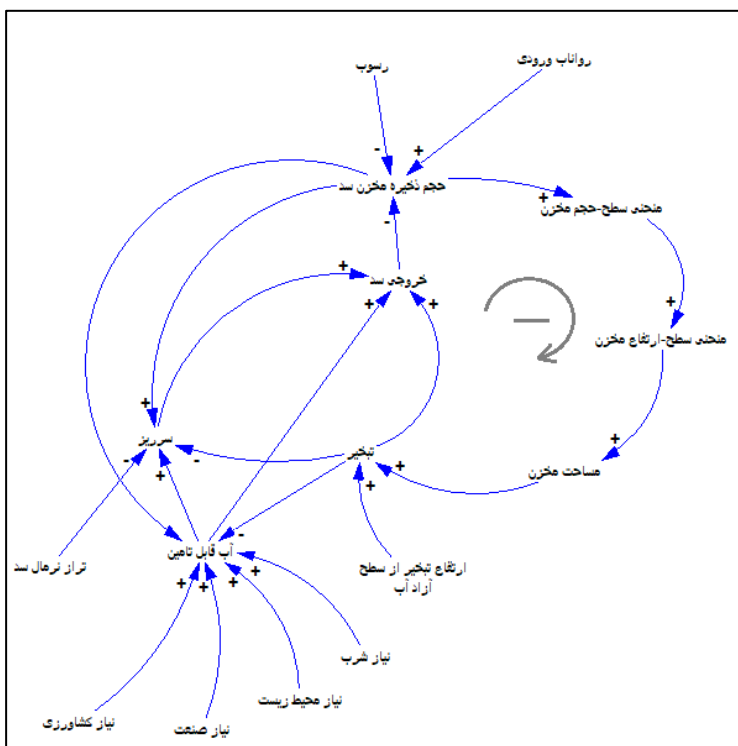 رسوب
رواناب ورودی
-
+
حجم ذخیره مخزن سد
+
منحنی سطح-حجم مخزن
-
+
خروجی سد
+
+
+
منحنی سطح-ارتفاع مخزن
+
+
سرریز
-
+
-
تبخیر
+
+
مساحت مخزن
-
آب قابل تامین
تراز نرمال سد
ارتفاع تبخیر از سطح
آزاد آب
+
+
+
+
نیاز شرب
نیاز محیط زیست
نیاز صنعت
نیاز کشاورزی